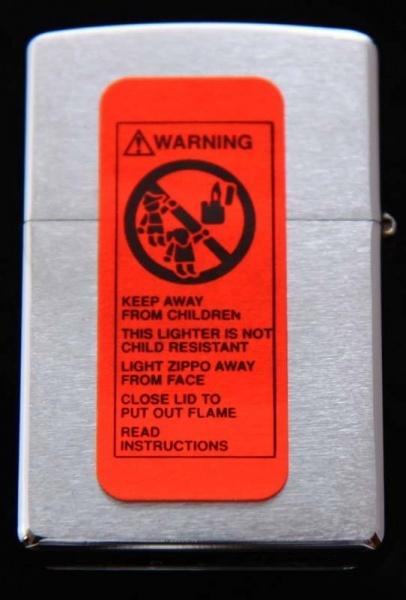 WARNING
KEEP AWAY
FROM CHILDREN
THIS LIGHTER IS NOT
CHILD RESISTANT
LIGHT ZIPPO AWAY
FROM FACE
CLOSE LID TO
PUT OUT FLAME
READ
INSTRUCTIONS